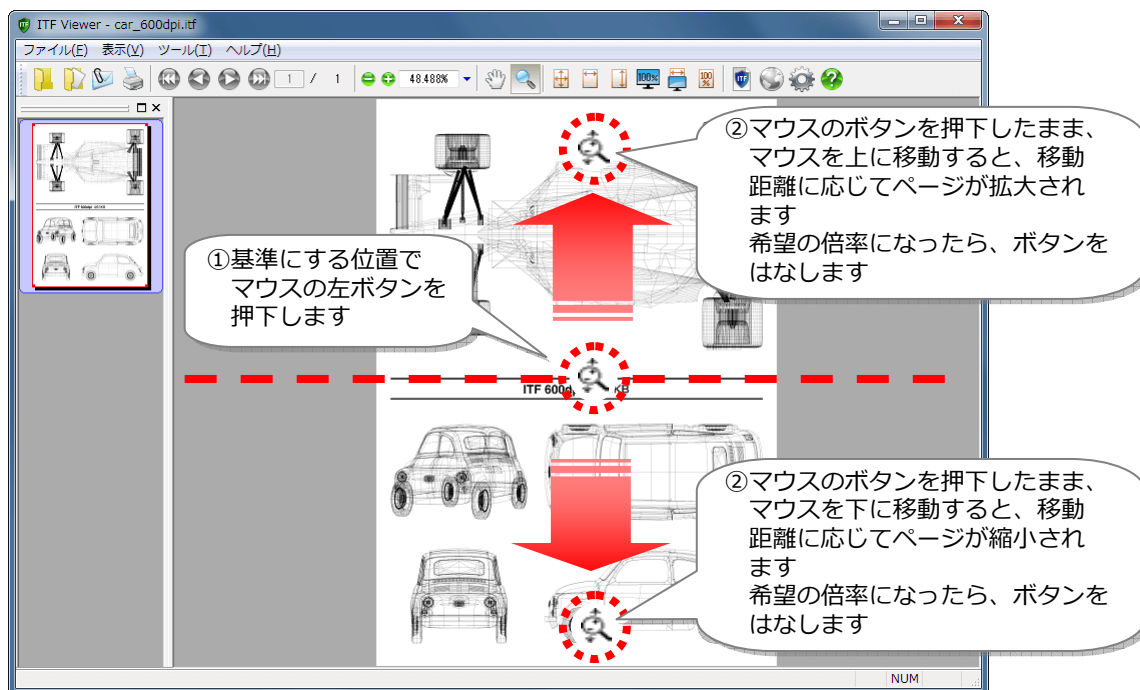 ITF Viewer - car_600dpi.itf
ファイル(F) 表示(V) ツール(T) ヘルプ(H)
1 / 1
48.488%
100%
100
%
ITF
②マウスのボタンを押下したまま、
マウスを上に移動すると、移動
距離に応じてページが拡大され
ます
希望の倍率になったら、ボタンを
はなします
①基準にする位置で
マウスの左ボタンを
押下します
ITF 600d
KB
②マウスのボタンを押下したまま、
マウスを下に移動すると、移動
距離に応じてページが縮小され
ます
希望の倍率になったら、ボタンを
はなします
NUM